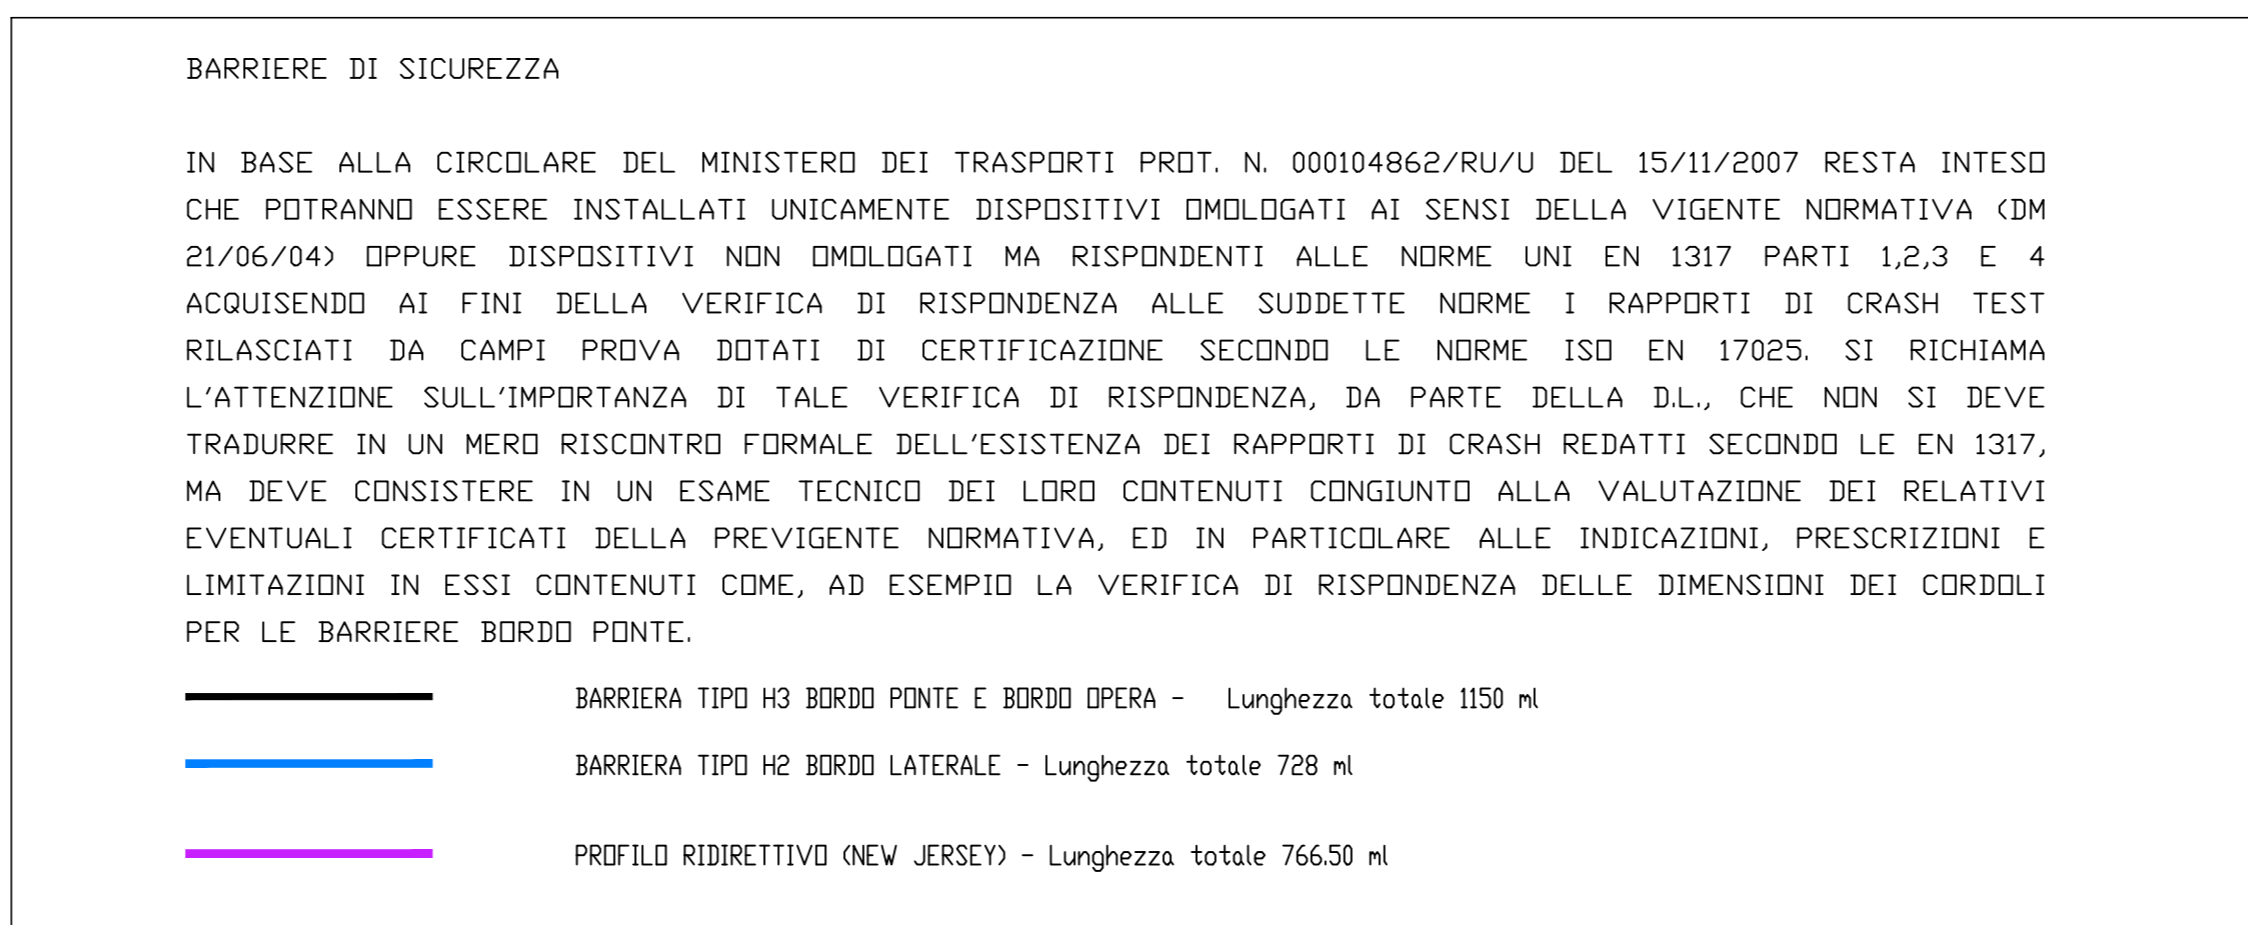 BARRIERE DI SICUREZZA
IN BASE ALLA CIRCOLARE DEL MINISTERO DEI TRASPORTI PROT. N. 000104862/RU/U DEL 15/11/2007 RESTA INTESO
CHE POTRANNO ESSERE INSTALLATI UNICAMENTE DISPOSITIVI OMOLOGATI AI SENSI DELLA VIGENTE NORMATIVA (DM
21/06/04) OPPURE DISPOSITIVI NON OMOLOGATI MA RISPONDENTI ALLE NORME UNI EN 1317 PARTI 1,2,3 E 4
ACQUISENDO AI FINI DELLA VERIFICA DI RISPONDENZA ALLE SUDDETTE NORME I RAPPORTI DI CRASH TEST
RILASCIATI DA CAMPI PROVA DOTATI DI CERTIFICAZIONE SECONDO LE NORME ISO EN 17025. SI RICHIAMA
L'ATTENZIONE SULL'IMPORTANZA DI TALE VERIFICA DI RISPONDENZA, DA PARTE DELLA D.L., CHE NON SI DEVE
TRADURRE IN UN MERO RISCONTRO FORMALE DELL'ESISTENZA DEI RAPPORTI DI CRASH REDATTI SECONDO LE EN 1317,
MA DEVE CONSISTERE IN UN ESAME TECNICO DEI LORO CONTENUTI CONGIUNTO ALLA VALUTAZIONE DEI RELATIVI
EVENTUALI CERTIFICATI DELLA PREVIGENTE NORMATIVA, ED IN PARTICOLARE ALLE INDICAZIONI, PRESCRIZIONI E
LIMITAZIONI IN ESSI CONTENUTI COME, AD ESEMPIO LA VERIFICA DI RISPONDENZA DELLE DIMENSIONI DEI CORDOLI
PER LE BARRIERE BORDO PONTE.
BARRIERA TIPO H3 BORDO PONTE E BORDO OPERA - Lunghezza totale 1150 ml
BARRIERA TIPO H2 BORDO LATERALE - Lunghezza totale 728 ml
PROFILO RIDIRETTIVO (NEW JERSEY) - Lunghezza totale 766.50 ml